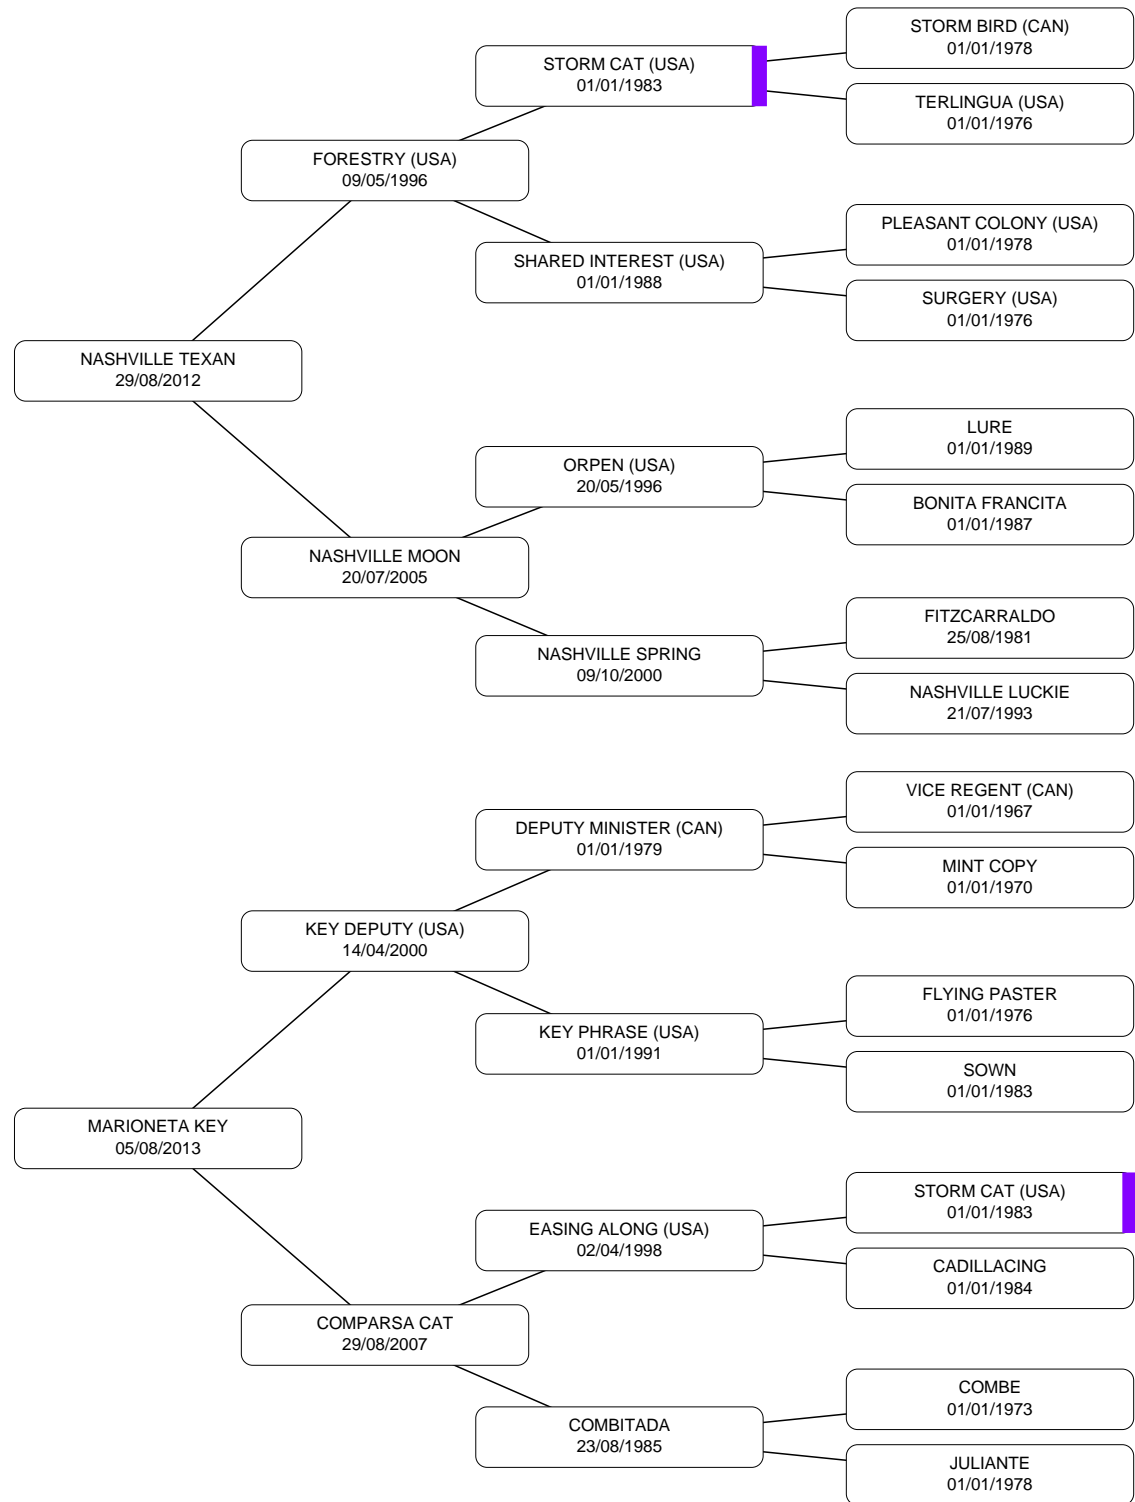 STORM BIRD (CAN)
01/01/1978
STORM CAT (USA)
01/01/1983
TERLINGUA (USA)
01/01/1976
FORESTRY (USA)
09/05/1996
PLEASANT COLONY (USA)
01/01/1978
SHARED INTEREST (USA)
01/01/1988
SURGERY (USA)
01/01/1976
NASHVILLE TEXAN
29/08/2012
LURE
01/01/1989
ORPEN (USA)
20/05/1996
BONITA FRANCITA
01/01/1987
NASHVILLE MOON
20/07/2005
FITZCARRALDO
25/08/1981
NASHVILLE SPRING
09/10/2000
NASHVILLE LUCKIE
21/07/1993
VICE REGENT (CAN)
01/01/1967
DEPUTY MINISTER (CAN)
01/01/1979
MINT COPY
01/01/1970
KEY DEPUTY (USA)
14/04/2000
FLYING PASTER
01/01/1976
KEY PHRASE (USA)
01/01/1991
SOWN
01/01/1983
MARIONETA KEY
05/08/2013
STORM CAT (USA)
01/01/1983
EASING ALONG (USA)
02/04/1998
CADILLACING
01/01/1984
COMPARSA CAT
29/08/2007
COMBE
01/01/1973
COMBITADA
23/08/1985
JULIANTE
01/01/1978